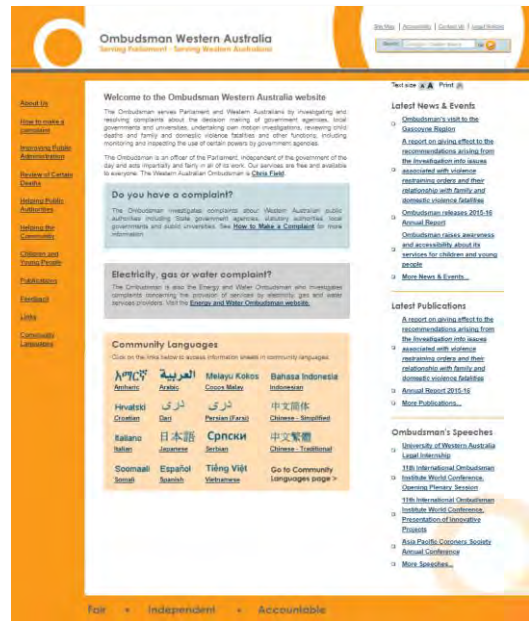 Ombudsman Western Australia
Serving Parliament - Serving Western Australians
Site Map | Accessibility | Contact Us | Legal Notices
Search
Go
Text size A A Print
About Us
How to make a
complaint
Improving Public
Administration
Review of Certain
Deaths
Helping Public
Authorities
Helping the
Community
Children and
Young People
Publications
Feedback
Links
Community
Languages
Welcome to the Ombudsman Western Australia website
The Ombudsman serves Parliament and Western Australians by investigating and
resolving complaints about the decision making of government agencies, local
governments and universities, undertaking own motion investigations, reviewing child
deaths and family and domestic violence fatalities and other functions, including
monitoring and inspecting the use of certain powers by government agencies.
The Ombudsman is an officer of the Parliament, independent of the government of the
day and acts impartially and fairly in all of its work. Our services are free and available
to everyone. The Western Australian Ombudsman is Chris Field.
Do you have a complaint?
The Ombudsman investigates complaints about Western Australian public
authorities including State government agencies, statutory authorities, local
governments and public universities. See How to Make a Complaint for more
information.
Electricity, gas or water complaint?
The Ombudsman is also the Energy and Water Ombudsman who investigates
complaints concerning the provision of services by electricity, gas and water
services providers. Visit the Energy and Water Ombudsman website.
Community Languages
Click on the links below to access information sheets in community languages.
አማርኛ العربية Melayu Kokos Bahasa Indonesia
Amharic Arabic Cocos Malay Indonesian
Hrvatski دری دری 中文简体
Croatian Dari Persian (Farsi) Chinese - Simplified
Italiano 日本語 Српски 中文繁體
Italian Japanese Serbian Chinese - Traditional
Soomaali Español Tiếng Việt Go to Community
Somali Spanish Vietnamese Languages page >
Latest News & Events
Ombudsman's visit to the
Gascoyne Region
A report on giving effect to the
recommendations arising from
the Investigation into issues
associated with violence
restraining orders and their
relationship with family and
domestic violence fatalities
Ombudsman releases 2015-16
Annual Report
Ombudsman raises awareness
and accessibility about its
services for children and young
people
More News & Events...
Latest Publications
A report on giving effect to the
recommendations arising from
the Investigation into issues
associated with violence
restraining orders and their
relationship with family and
domestic violence fatalities
Annual Report 2015-16
More Publications...
Ombudsman's Speeches
University of Western Australia
Legal Internship
11th International Ombudsman
Institute World Conference,
Opening Plenary Session
11th International Ombudsman
Institute World Conference,
Presentation of Innovative
Projects
Asia Pacific Coroners Society
Annual Conference
More Speeches...
Fair • Independent • Accountable